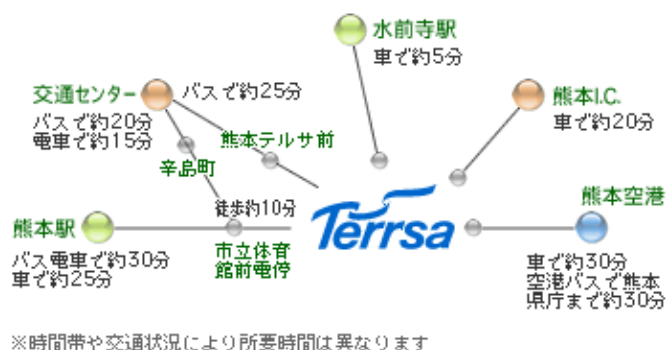 水前寺駅
車で約5分
交通センター
バスで約25分
バスで約20分
電車で約15分
熊本I.C.
車で約20分
熊本テルサ前
辛島町
徒歩約10分
熊本空港
熊本駅
Terrsa
バス電車で約30分
車で約25分
市立体育
館前電停
車で約30分
空港バスで熊本
県庁まで約30分
※時間帯や交通状況により所要時間は異なります